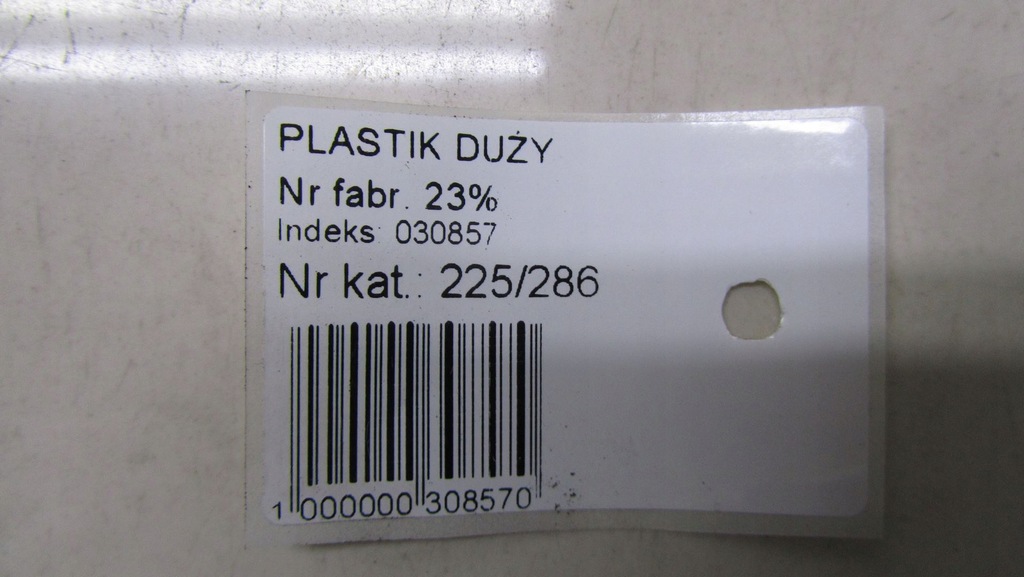 PLASTIK DUŻY
Nr fabr. 23%
Indeks: 030857
Nr kat.: 225/286
1 000000 308570